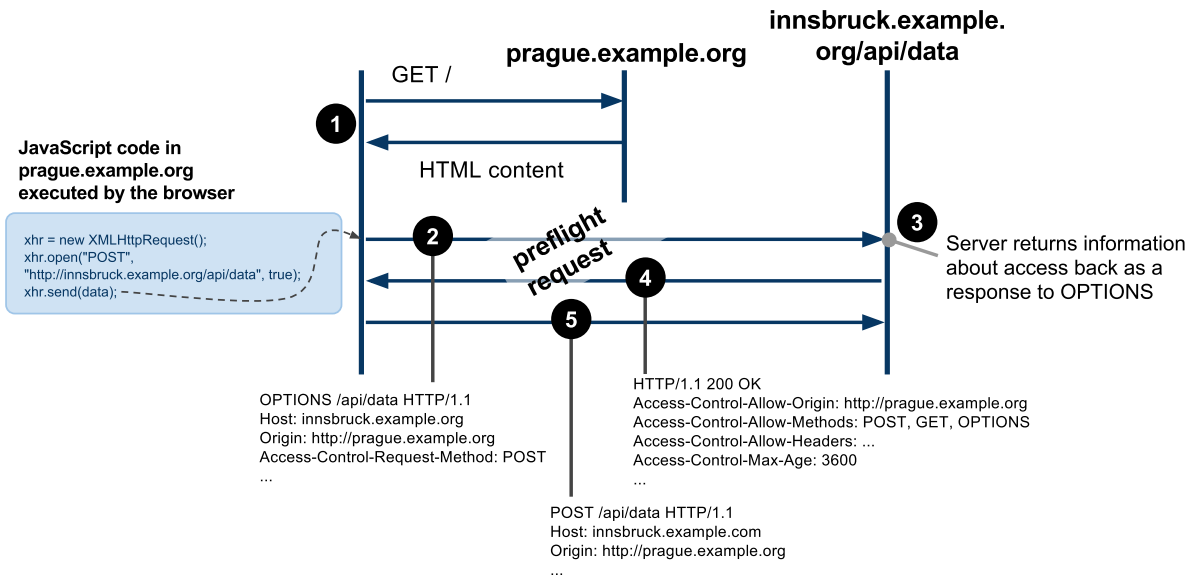 innsbruck.example.
org/api/data
prague.example.org
GET /
1
HTML content
JavaScript code in
prague.example.org
executed by the browser
xhr = new XMLHttpRequest();
xhr.open("POST",
"http://innsbruck.example.org/api/data", true);
xhr.send(data);
2
preflight
request
3
Server returns information
about access back as a
response to OPTIONS
4
5
OPTIONS /api/data HTTP/1.1
Host: innsbruck.example.org
Origin: http://prague.example.org
Access-Control-Request-Method: POST
...
HTTP/1.1 200 OK
Access-Control-Allow-Origin: http://prague.example.org
Access-Control-Allow-Methods: POST, GET, OPTIONS
Access-Control-Allow-Headers: ...
Access-Control-Max-Age: 3600
...
POST /api/data HTTP/1.1
Host: innsbruck.example.com
Origin: http://prague.example.org
...